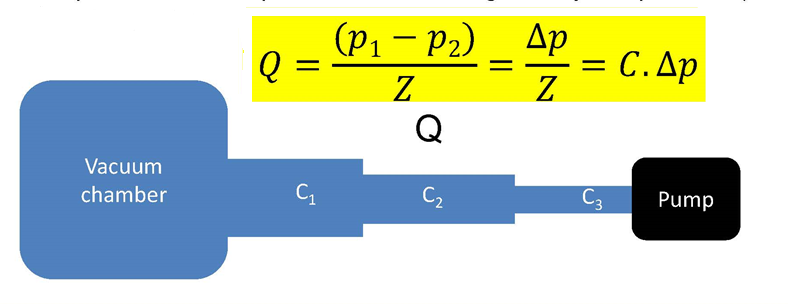 Q = (p₁ − p₂) / Z = Δp / Z = C . Δp
Q
Vacuum
chamber
C₁
C₂
C₃
Pump